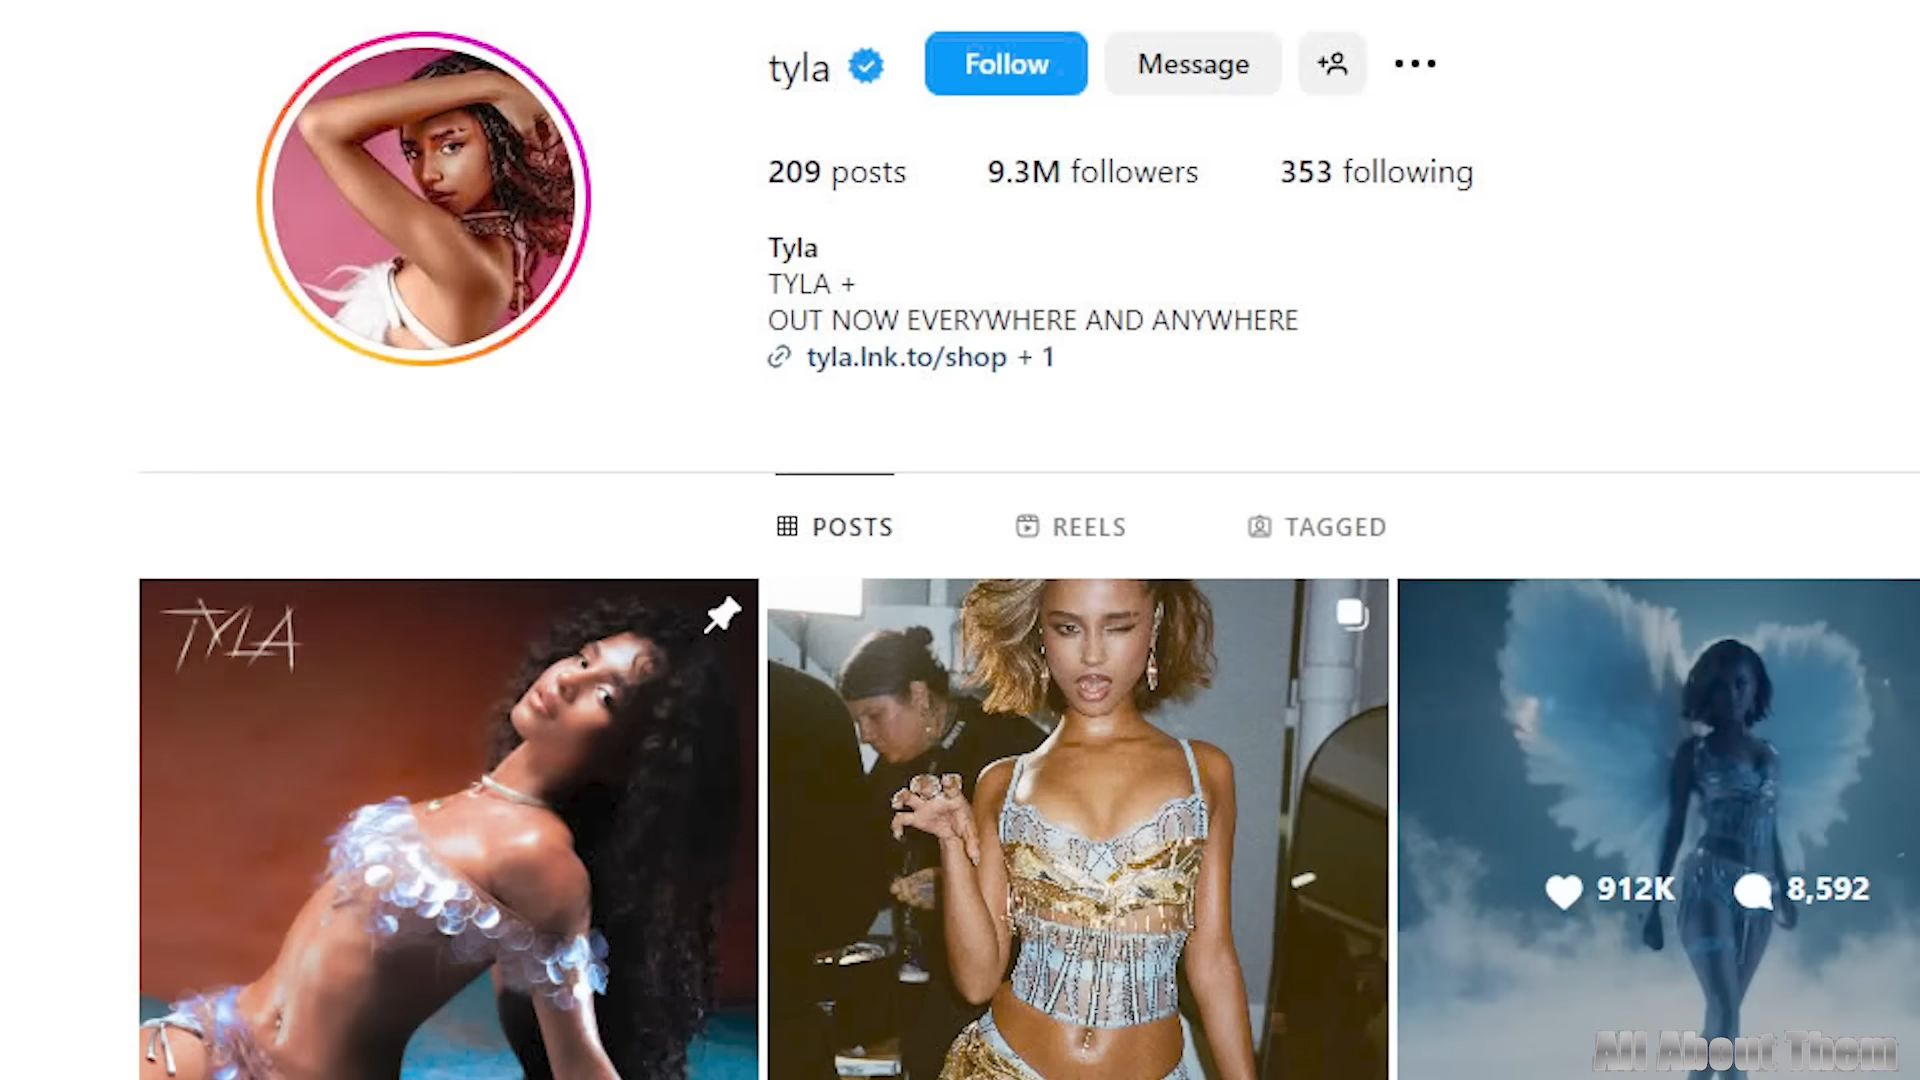 tyla Follow Message
209 posts 9.3M followers 353 following
Tyla
TYLA +
OUT NOW EVERYWHERE AND ANYWHERE
tyla.lnk.to/shop + 1
POSTS REELS TAGGED
TYLA
912K 8,592
All About Them